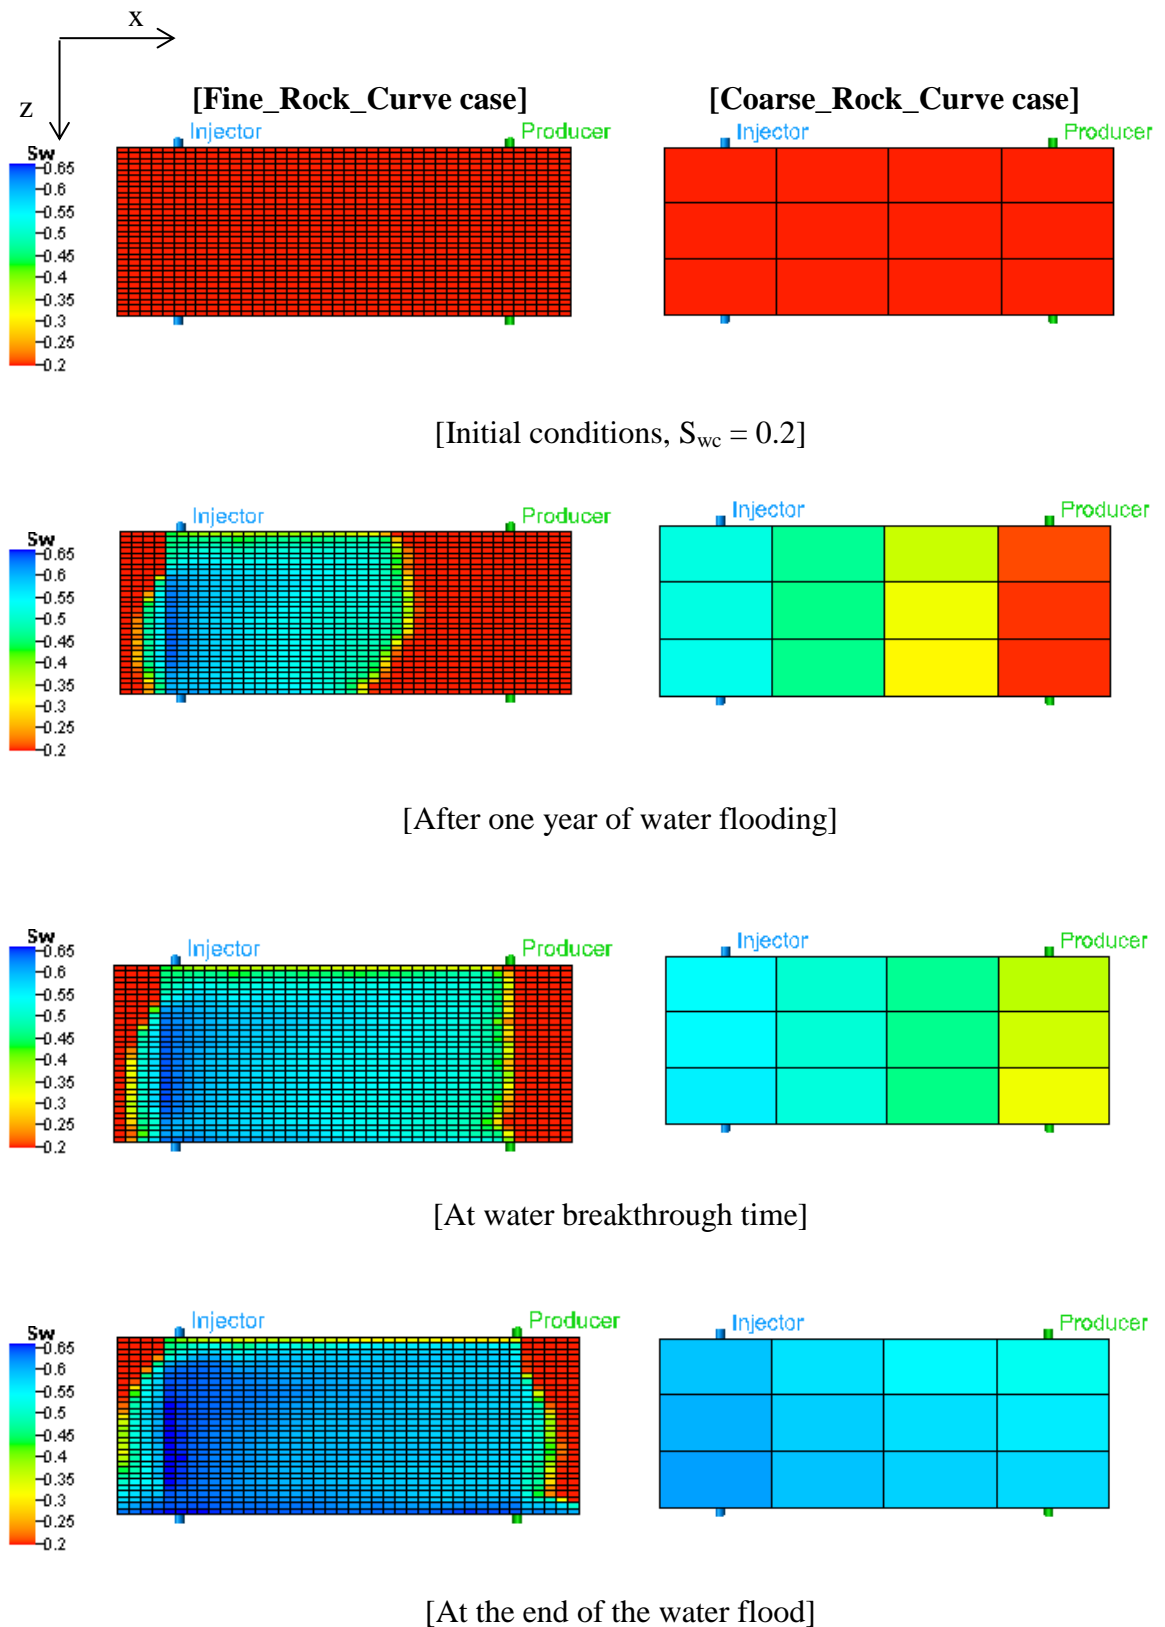 x
z
[Fine_Rock_Curve case] [Coarse_Rock_Curve case]
Injector Producer Injector Producer
Sw
0.65
0.6
0.55
0.5
0.45
0.4
0.35
0.3
0.25
0.2
[Initial conditions, Swc = 0.2]
Injector Producer Injector Producer
Sw
0.65
0.6
0.55
0.5
0.45
0.4
0.35
0.3
0.25
0.2
[After one year of water flooding]
Injector Producer Injector Producer
Sw
0.65
0.6
0.55
0.5
0.45
0.4
0.35
0.3
0.25
0.2
[At water breakthrough time]
Injector Producer Injector Producer
Sw
0.65
0.6
0.55
0.5
0.45
0.4
0.35
0.3
0.25
0.2
[At the end of the water flood]